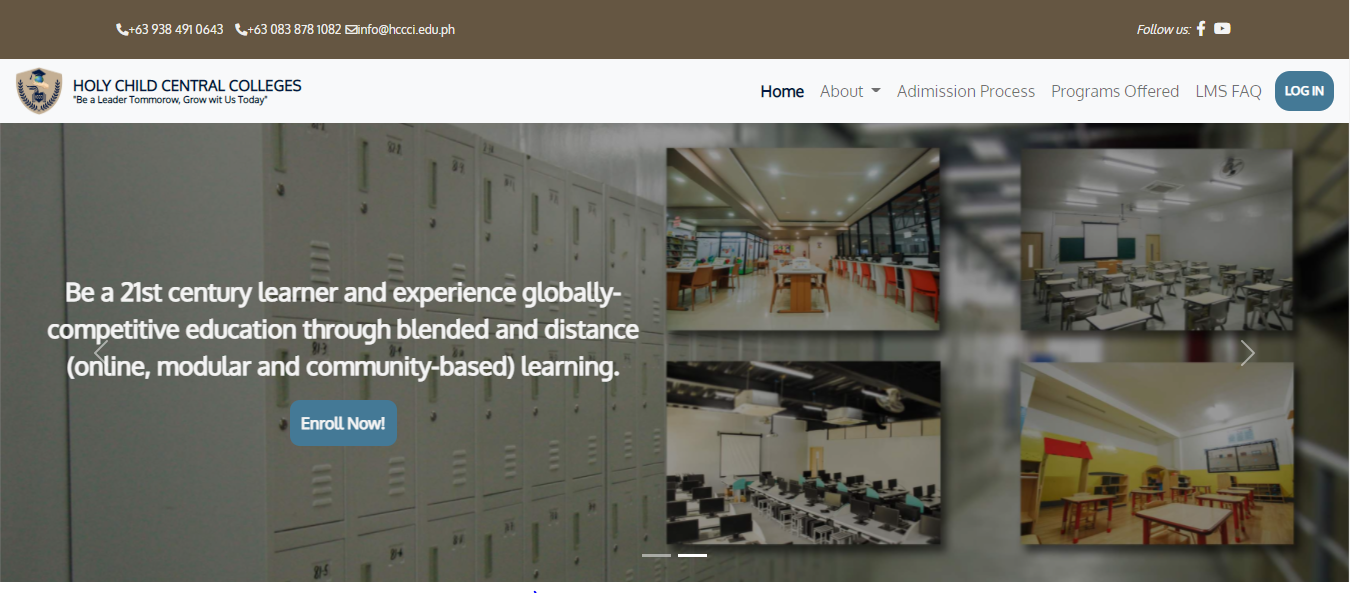 +63 938 491 0643 +63 083 878 1082 info@hccci.edu.ph Follow us:
HOLY CHILD CENTRAL COLLEGES
"Be a Leader Tommorow, Grow wit Us Today"
Home About Adimission Process Programs Offered LMS FAQ LOG IN
Be a 21st century learner and experience globally-
competitive education through blended and distance
(online, modular and community-based) learning.
Enroll Now!